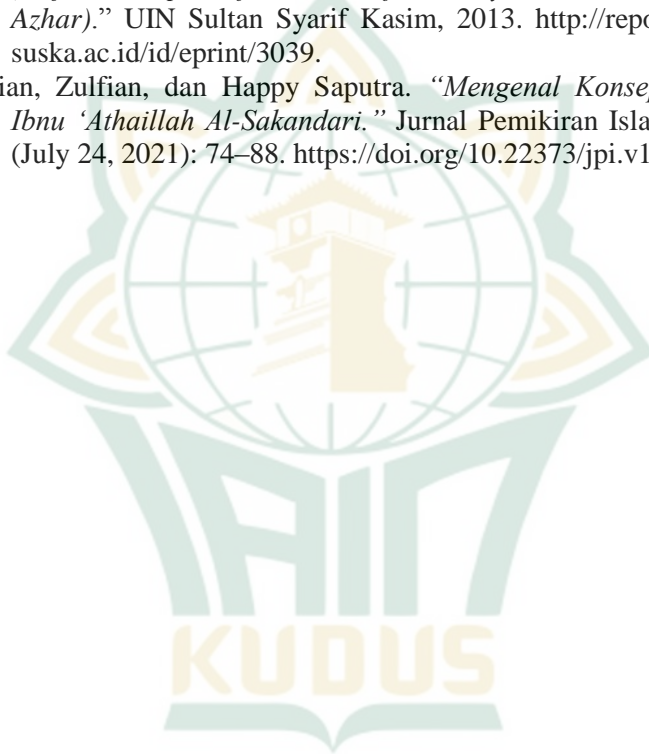 Azhar).” UIN Sultan Syarif Kasim, 2013. http://repo
suska.ac.id/id/eprint/3039.
ian, Zulfian, dan Happy Saputra. “Mengenal Konsep
Ibnu ‘Athaillah Al-Sakandari.” Jurnal Pemikiran Isla
(July 24, 2021): 74–88. https://doi.org/10.22373/jpi.v1
IAIN
KUDUS